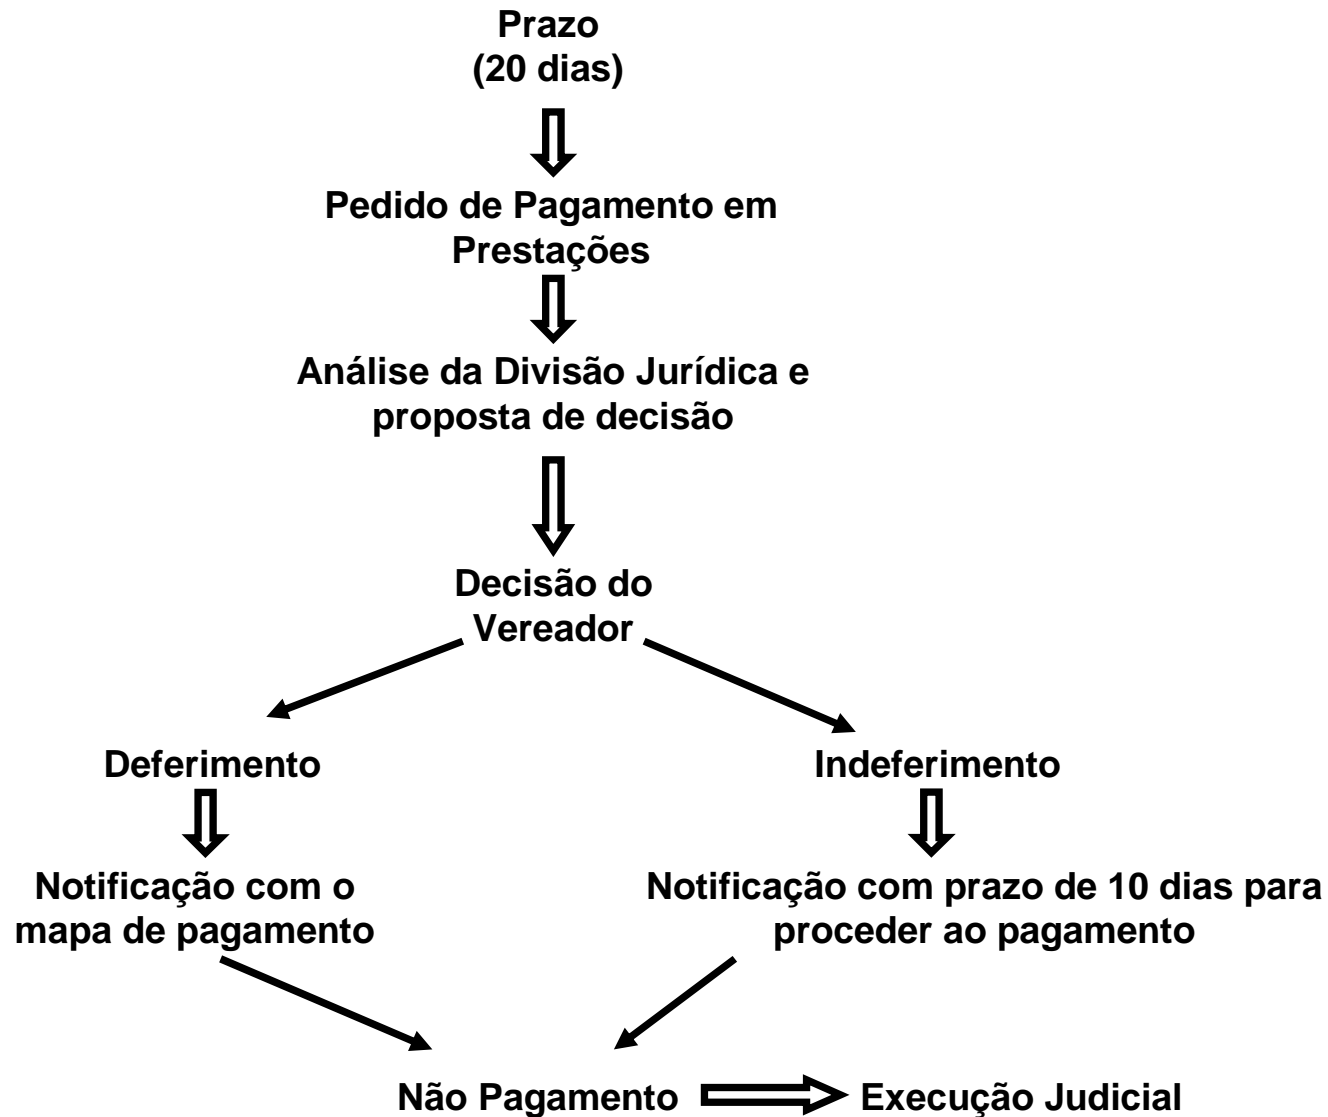 Prazo
(20 dias)
Pedido de Pagamento em
Prestações
Análise da Divisão Jurídica e
proposta de decisão
Decisão do
Vereador
Deferimento
Indeferimento
Notificação com o
mapa de pagamento
Notificação com prazo de 10 dias para
proceder ao pagamento
Não Pagamento
Execução Judicial